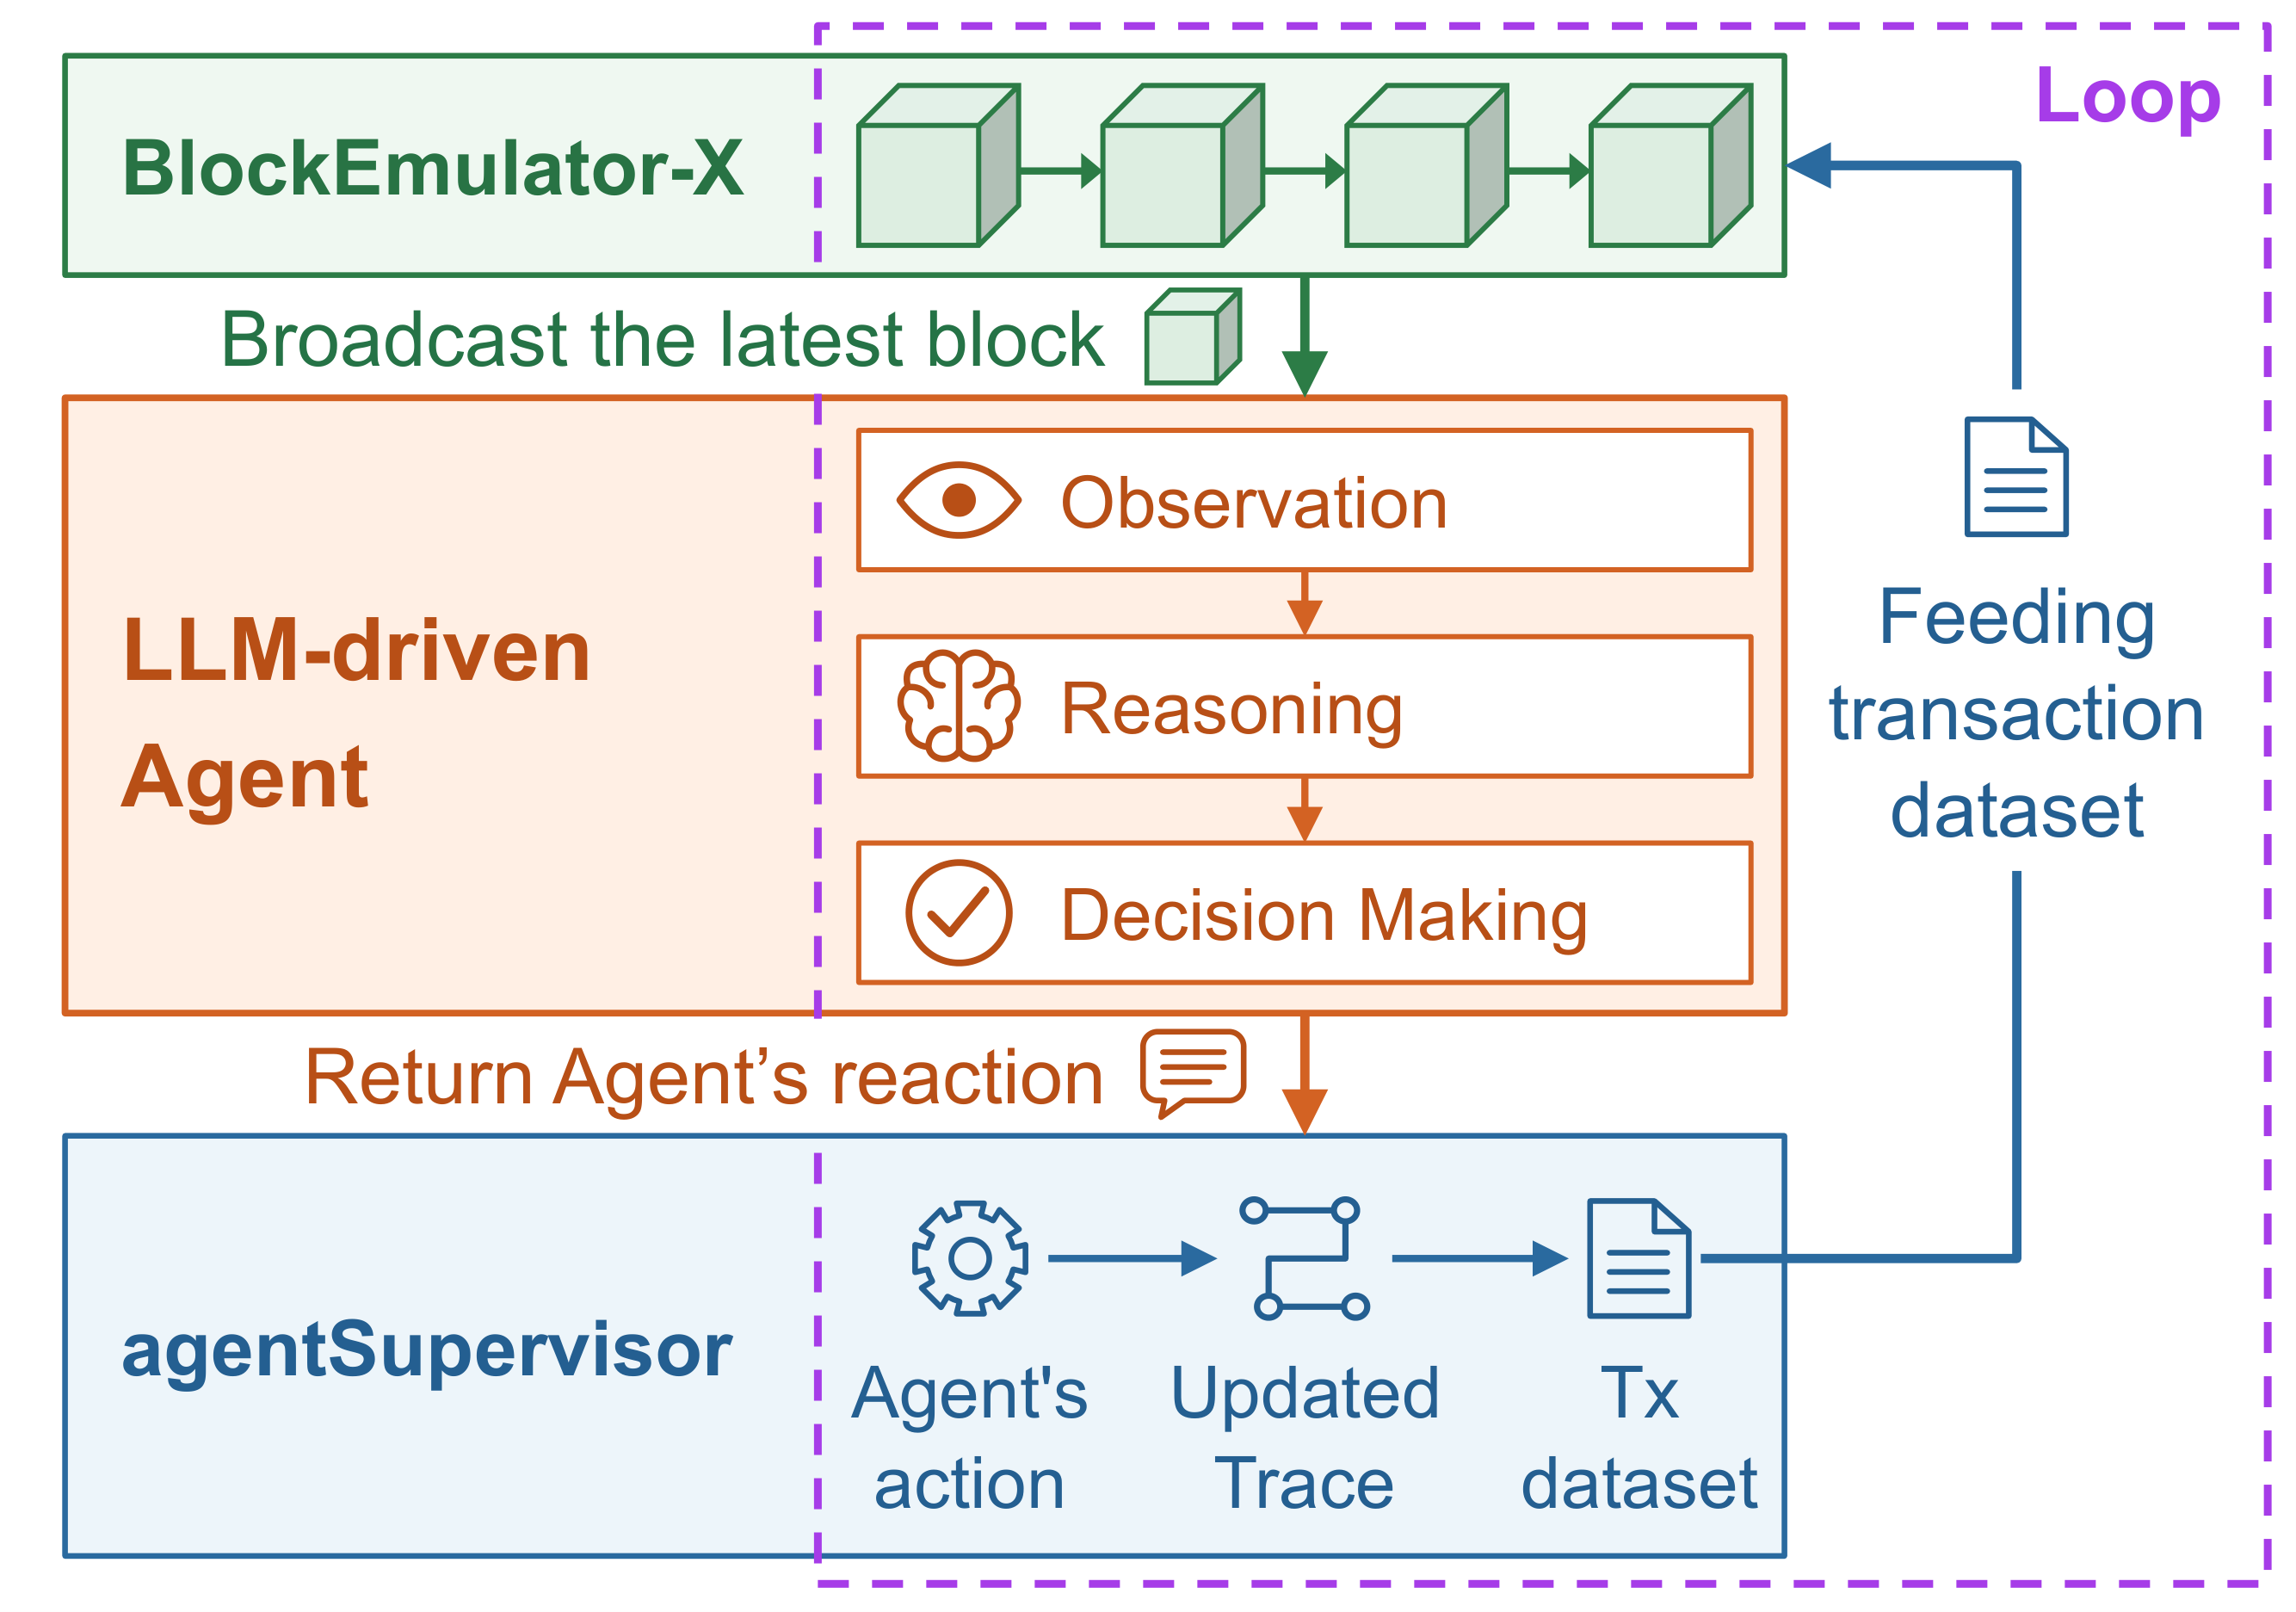 Loop
BlockEmulator-X
Broadcast the latest block
LLM-driven
Agent
Observation
Reasoning
Decision Making
Feeding
transaction
dataset
Return Agent’s reaction
agentSupervisor
Agent's
action
Updated
Trace
Tx
dataset